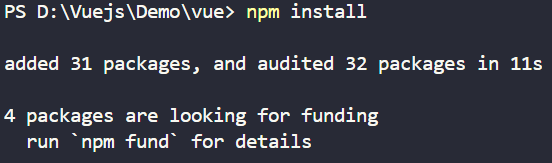 PS D:\Vuejs\Demo\vue> npm install
added 31 packages, and audited 32 packages in 11s
4 packages are looking for funding
run `npm fund` for details